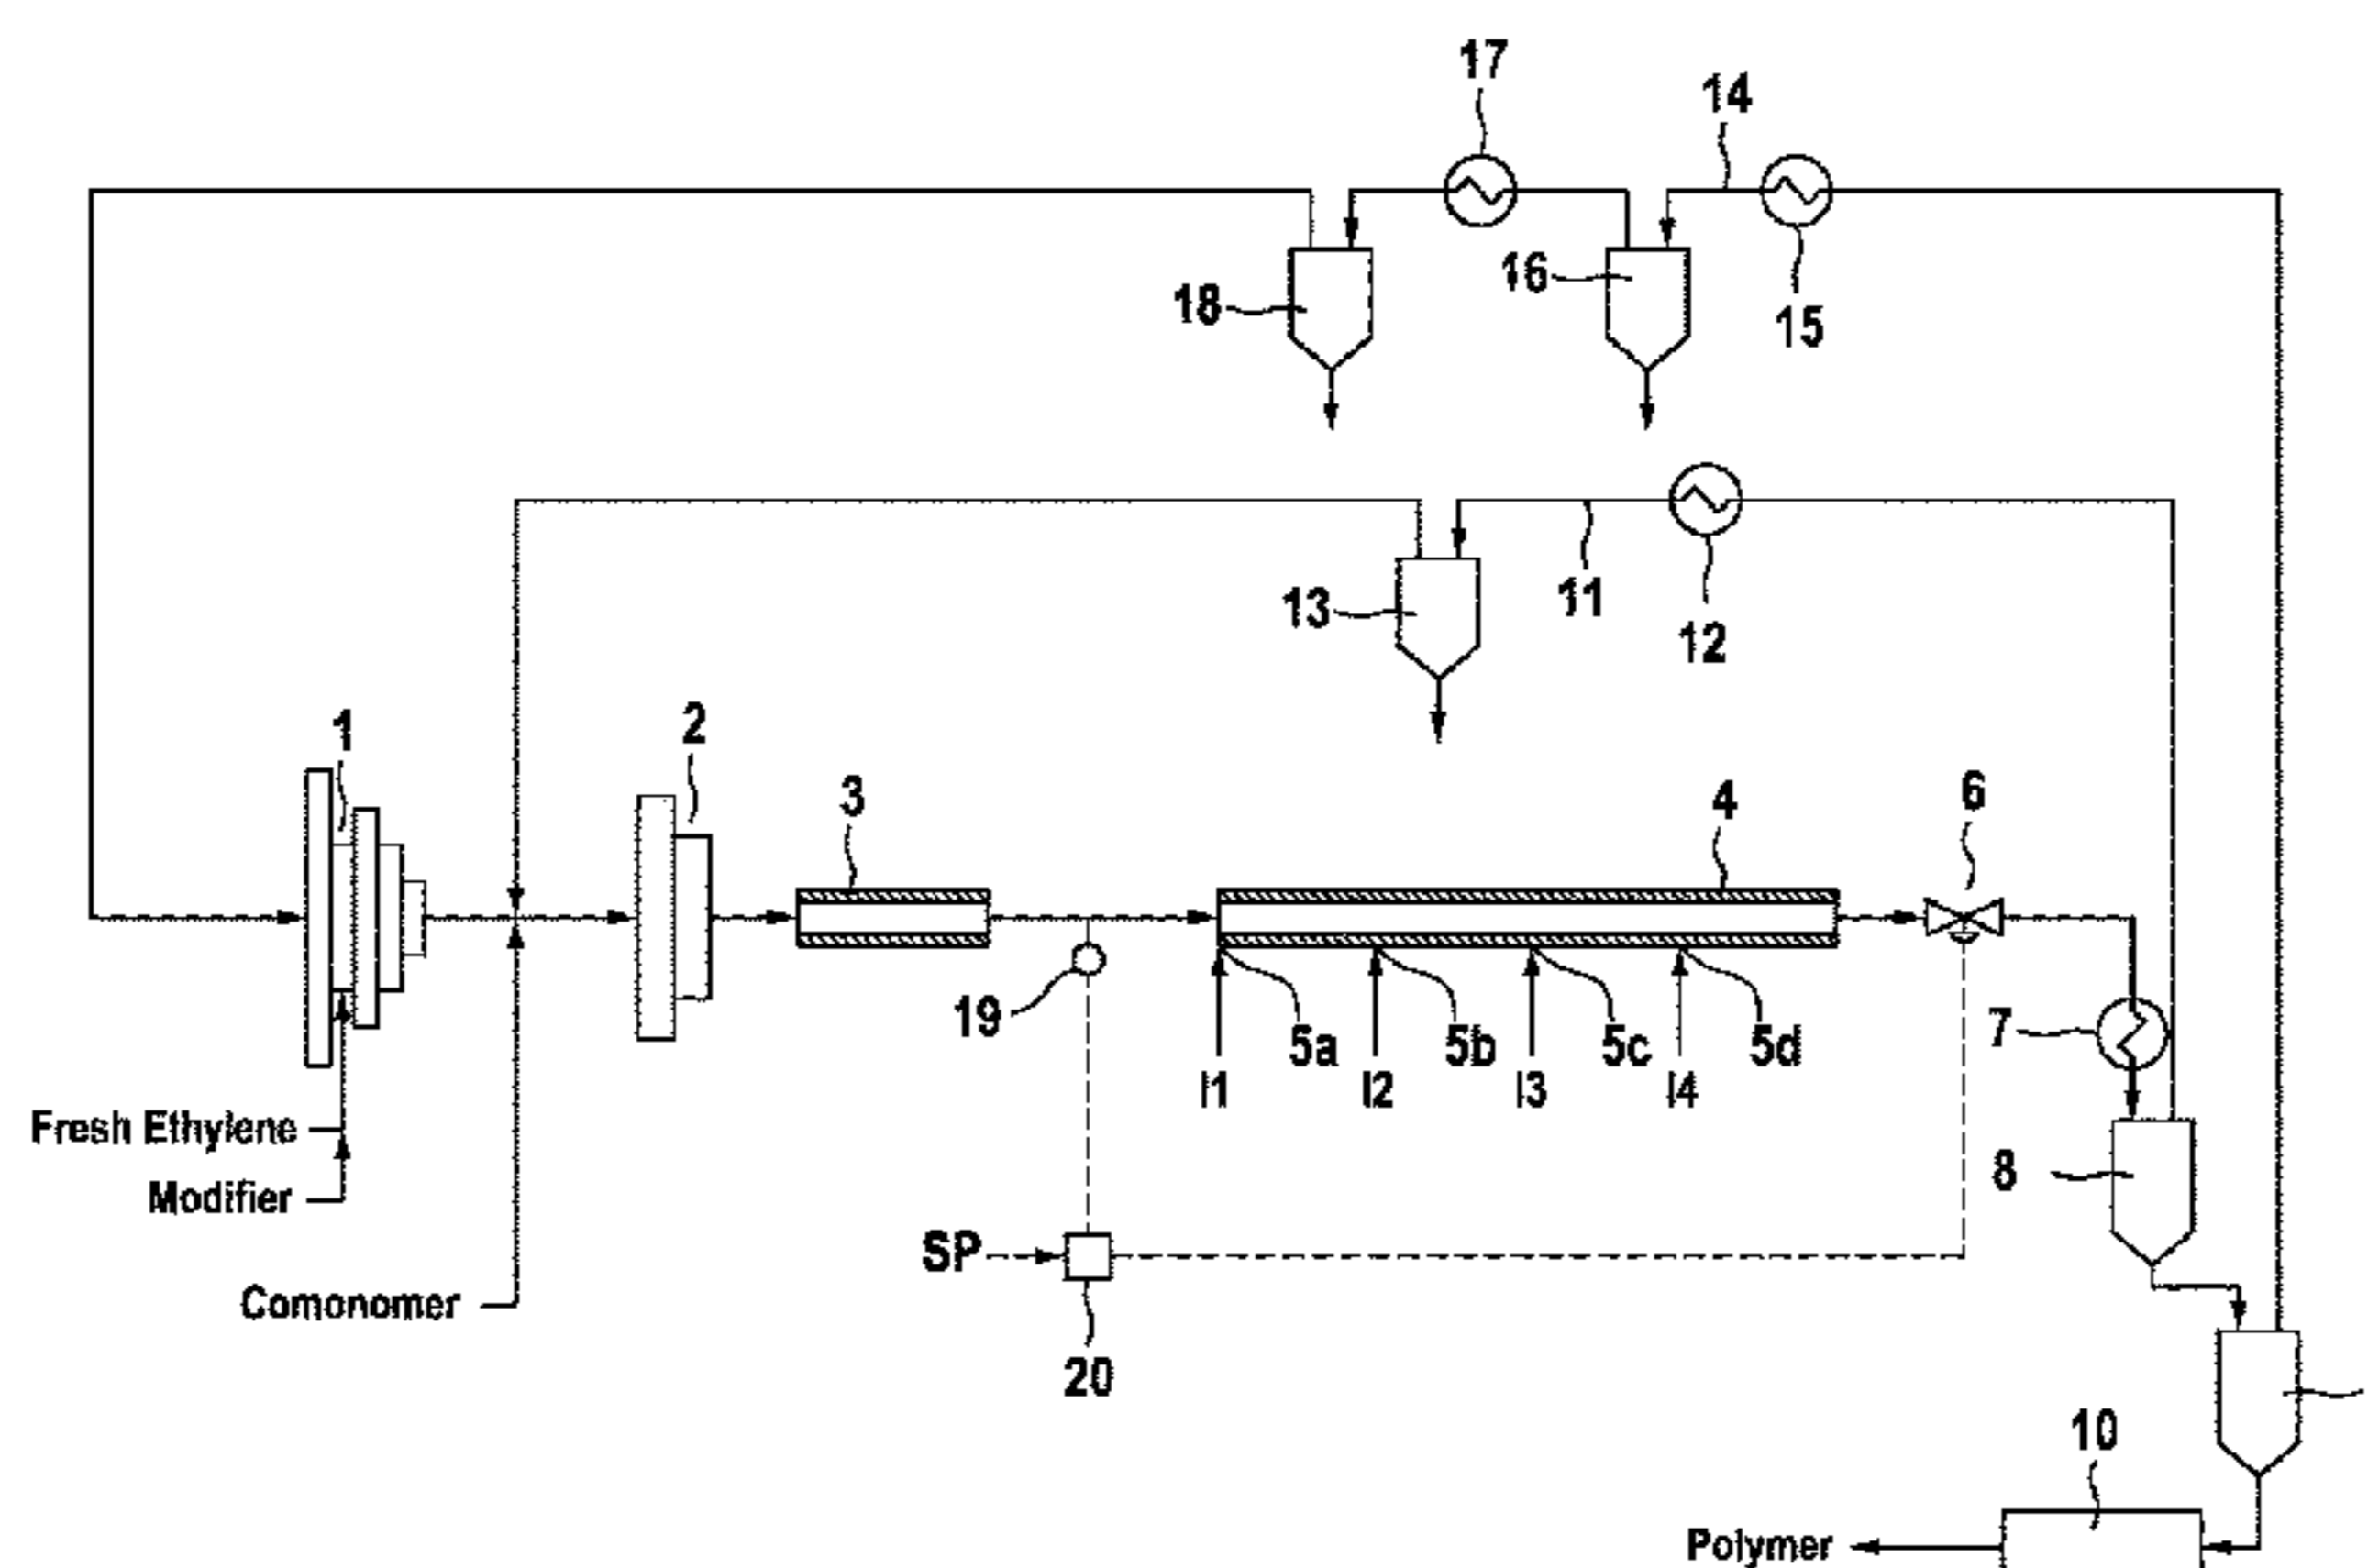 17
14
18
16
15
13
11
12
1
2
3
4
6
19
5a
5b
5c
5d
7
I1
I2
I3
I4
Fresh Ethylene
Modifier
8
SP
Comonomer
20
10
Polymer